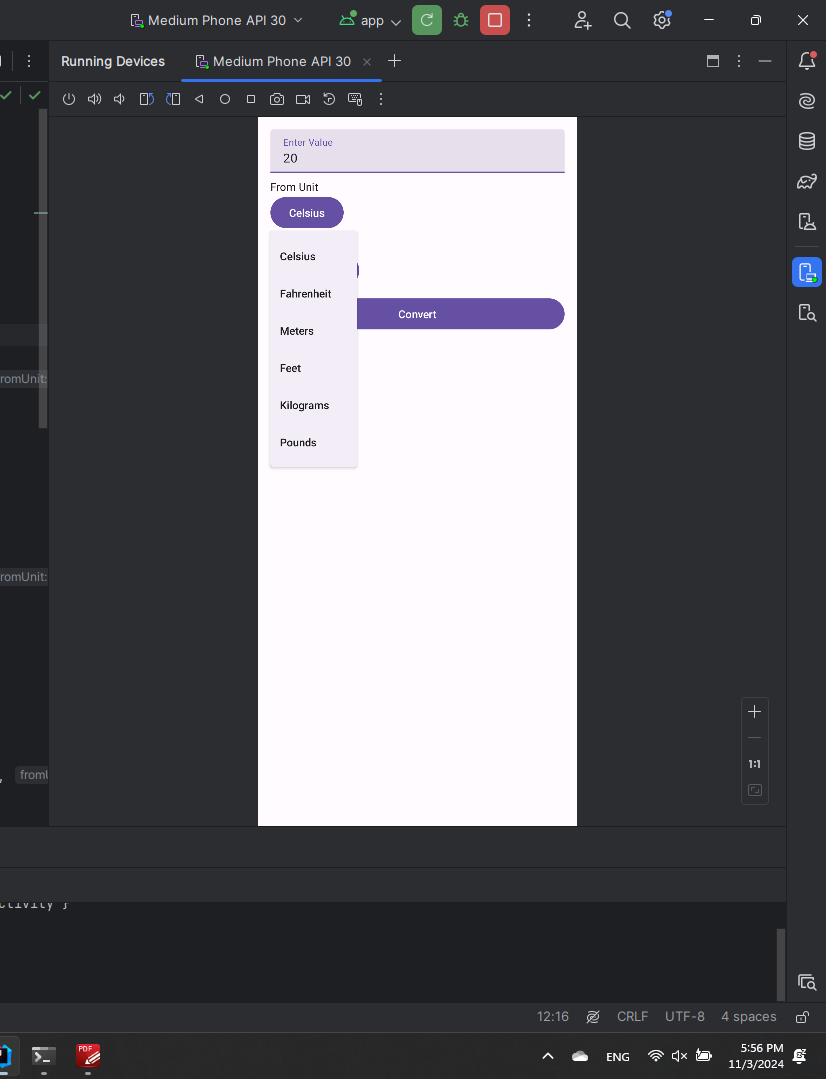 Medium Phone API 30
app
Running Devices
Medium Phone API 30
Enter Value
20
From Unit
Celsius
Celsius
Fahrenheit
Meters
Feet
Kilograms
Pounds
Convert
romUnit:
romUnit:
, fromU
1:1
ctivity }
12:16
CRLF
UTF-8
4 spaces
PDF
ENG
5:56 PM
11/3/2024